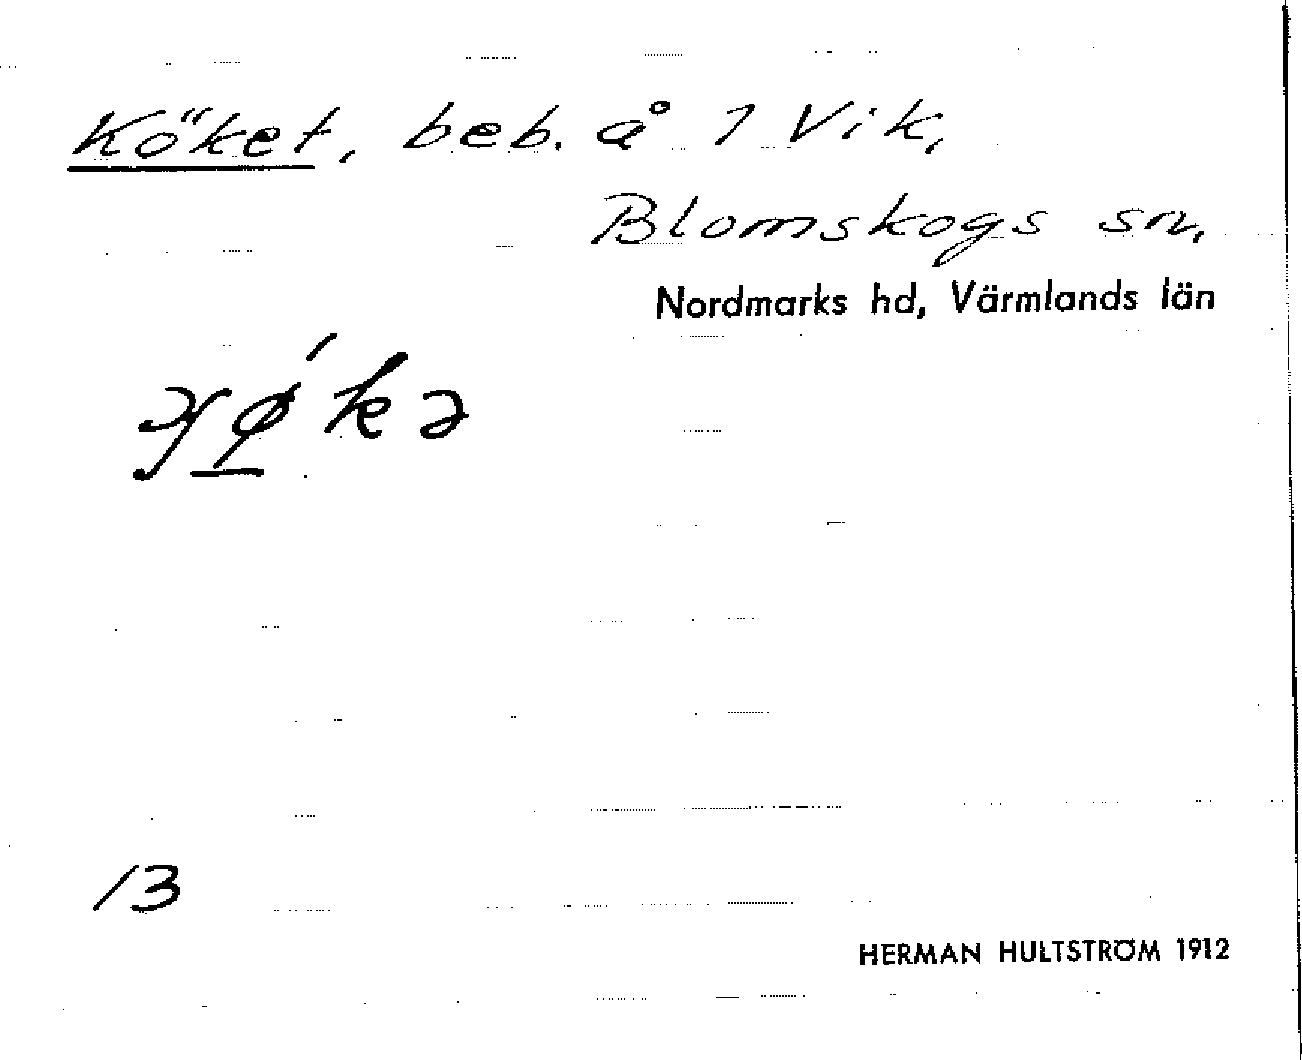 Köket, beb. å 1 Vik,
Blomskogs sn,
Nordmarks hd, Värmlands län
13
HERMAN HULTSTRÖM 1912